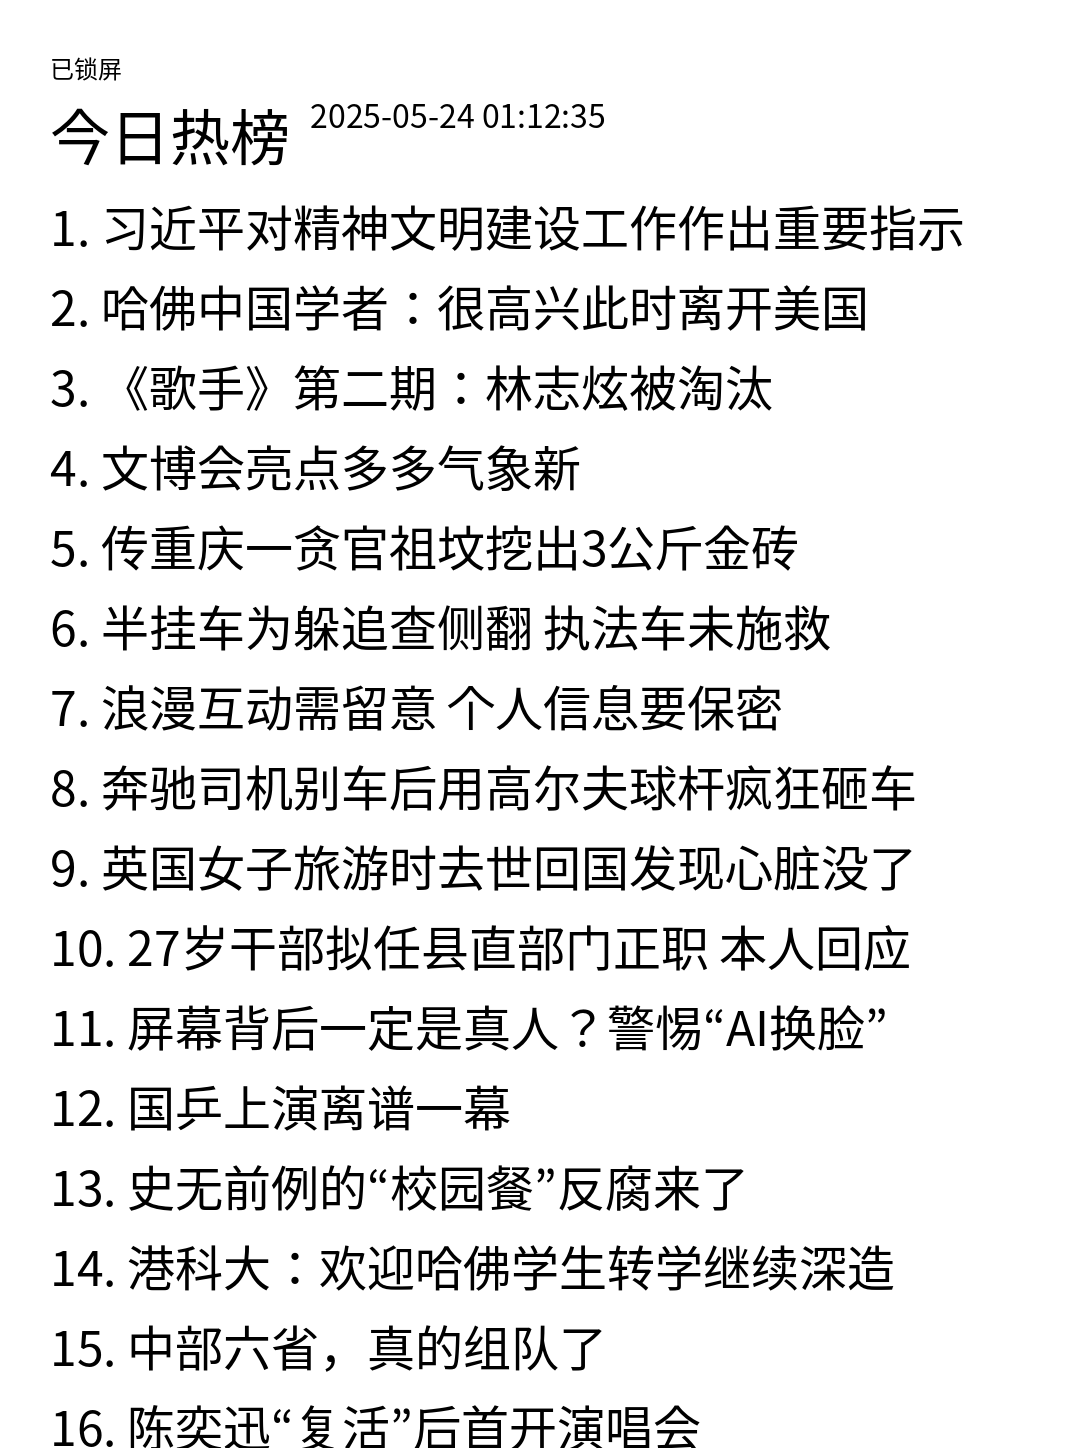 已锁屏
今日热榜 2025-05-24 01:12:35
1. 习近平对精神文明建设工作作出重要指示
2. 哈佛中国学者：很高兴此时离开美国
3. 《歌手》第二期：林志炫被淘汰
4. 文博会亮点多多气象新
5. 传重庆一贪官祖坟挖出3公斤金砖
6. 半挂车为躲追查侧翻 执法车未施救
7. 浪漫互动需留意 个人信息要保密
8. 奔驰司机别车后用高尔夫球杆疯狂砸车
9. 英国女子旅游时去世回国发现心脏没了
10. 27岁干部拟任县直部门正职 本人回应
11. 屏幕背后一定是真人？警惕“AI换脸”
12. 国乒上演离谱一幕
13. 史无前例的“校园餐”反腐来了
14. 港科大：欢迎哈佛学生转学继续深造
15. 中部六省，真的组队了
16. 陈奕迅“复活”后首开演唱会